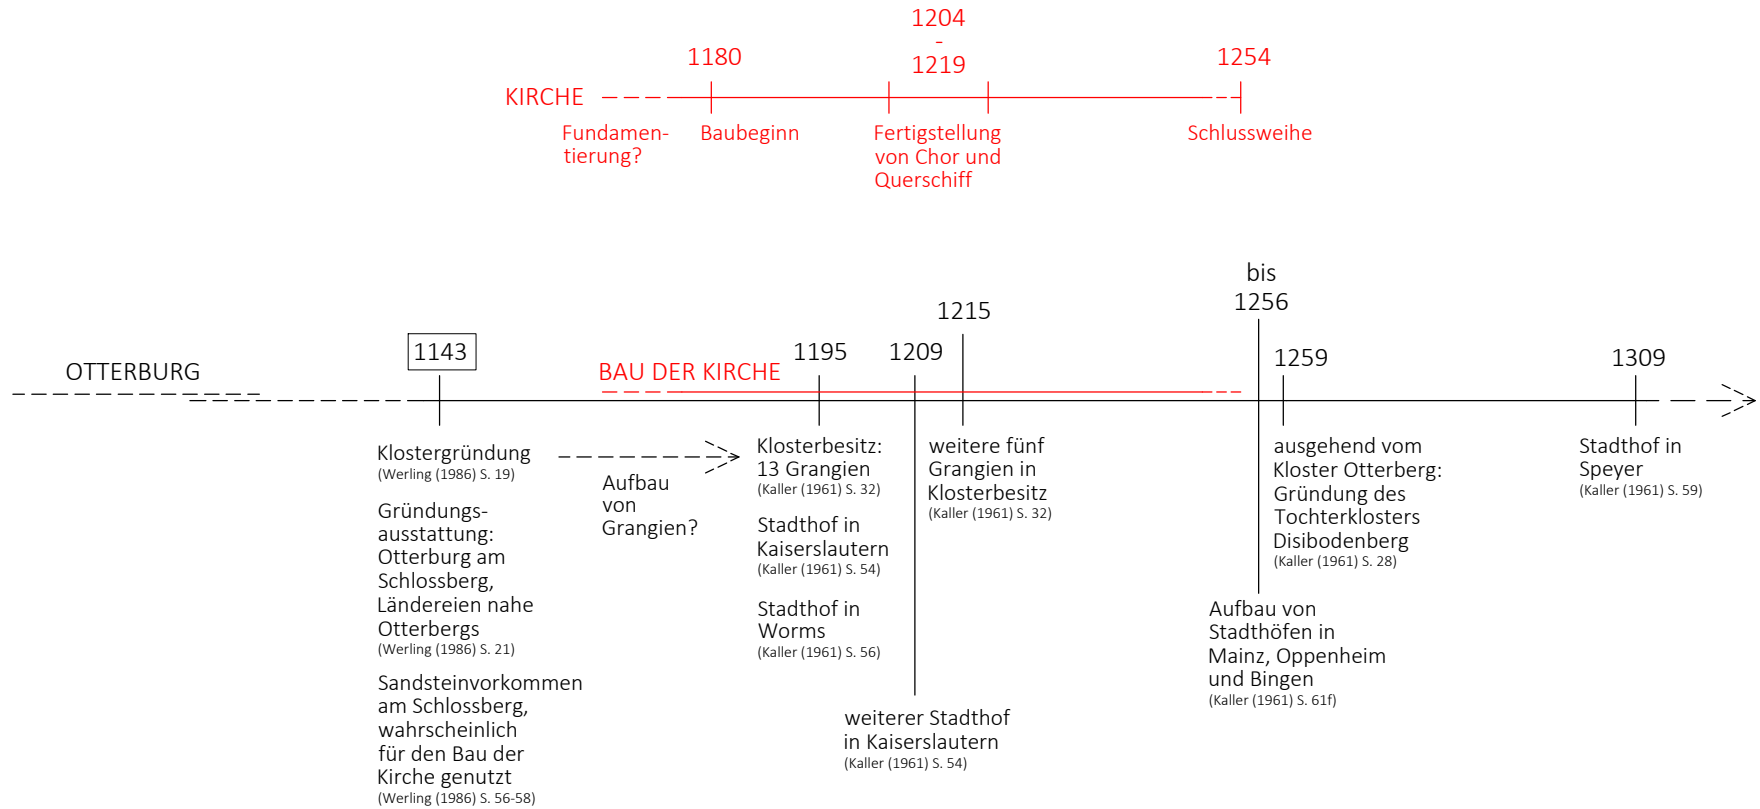 1204
-
1219
1180
1254
KIRCHE
Fundamen-
tierung?
Baubeginn
Fertigstellung
von Chor und
Querschiff
Schlussweihe
OTTERBURG
1143
BAU DER KIRCHE
1195
1209
1215
bis
1256
1259
1309
Klostergründung
(Werling (1986) S. 19)
Gründungs-
ausstattung:
Otterburg am
Schlossberg,
Ländereien nahe
Otterbergs
(Werling (1986) S. 21)
Sandsteinvorkommen
am Schlossberg,
wahrscheinlich
für den Bau der
Kirche genutzt
(Werling (1986) S. 56-58)
Aufbau
von
Grangien?
Klosterbesitz:
13 Grangien
(Kaller (1961) S. 32)
Stadthof in
Kaiserslautern
(Kaller (1961) S. 54)
Stadthof in
Worms
(Kaller (1961) S. 56)
weiterer Stadthof
in Kaiserslautern
(Kaller (1961) S. 54)
weitere fünf
Grangien in
Klosterbesitz
(Kaller (1961) S. 32)
Aufbau von
Stadthöfen in
Mainz, Oppenheim
und Bingen
(Kaller (1961) S. 61f)
ausgehend vom
Kloster Otterberg:
Gründung des
Tochterklosters
Disibodenberg
(Kaller (1961) S. 28)
Stadthof in
Speyer
(Kaller (1961) S. 59)